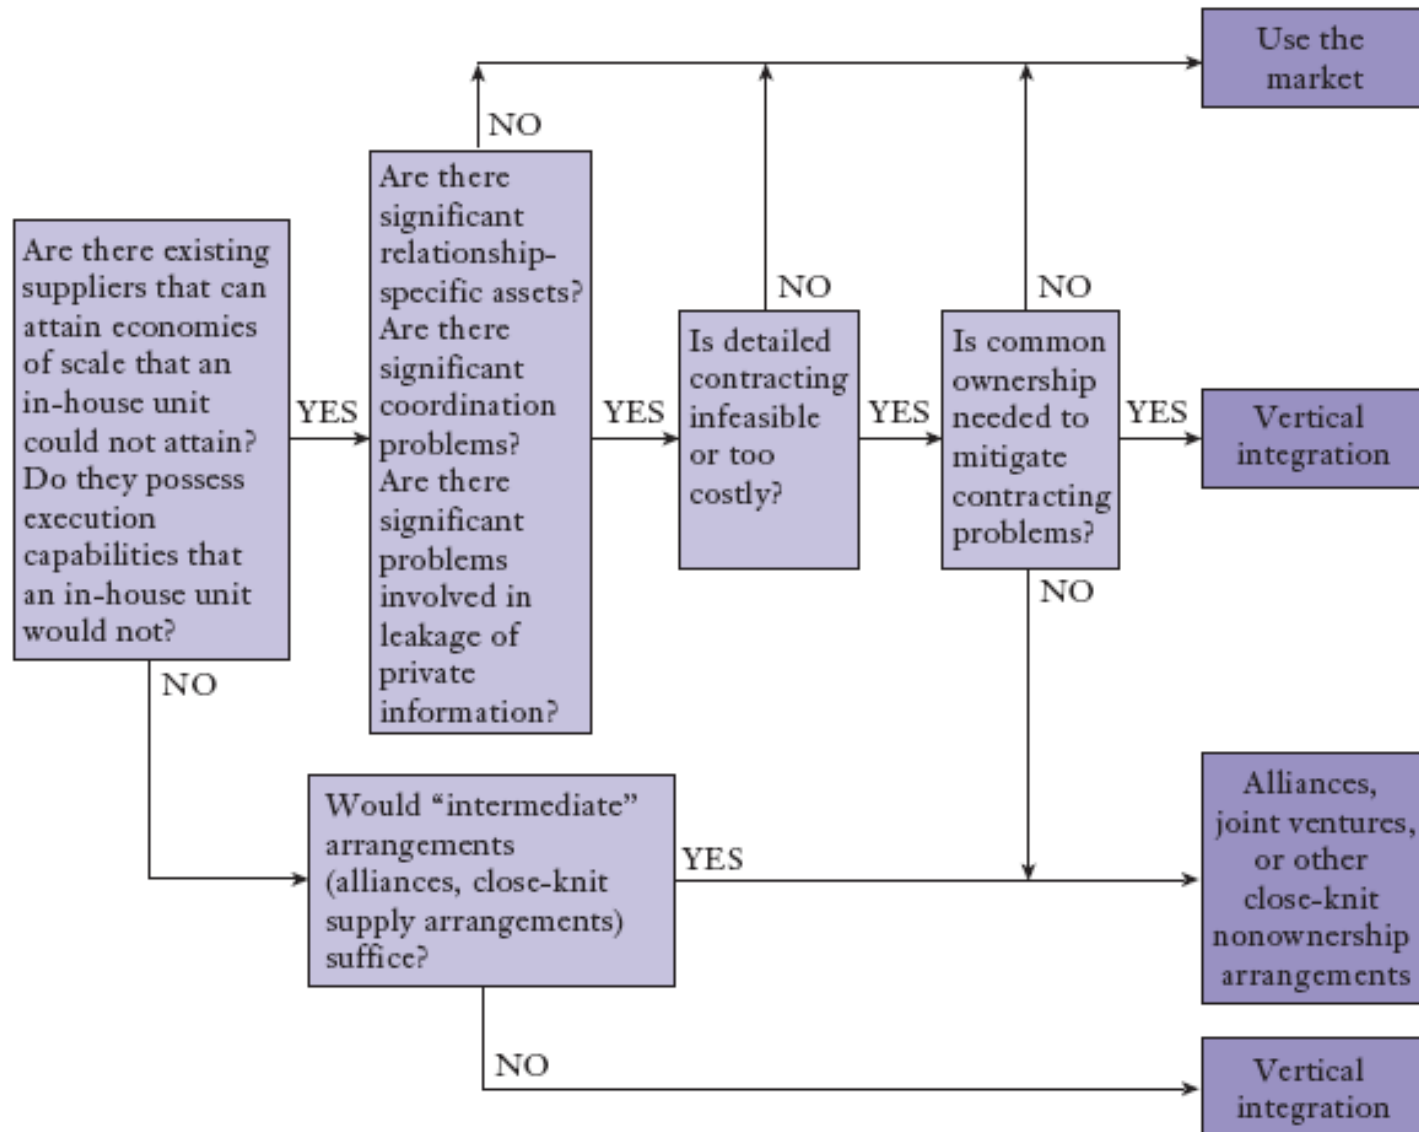 Use the
market
NO
Are there
significant
relationship-
specific assets?
Are there
significant
coordination
problems?
Are there
significant
problems
involved in
leakage of
private
information?
Are there existing
suppliers that can
attain economies
of scale that an
in-house unit
could not attain?
Do they possess
execution
capabilities that
an in-house unit
would not?
YES
NO
YES
NO
Is detailed
contracting
infeasible
or too
costly?
YES
NO
Is common
ownership
needed to
mitigate
contracting
problems?
YES
NO
Vertical
integration
Would “intermediate”
arrangements
(alliances, close-knit
supply arrangements)
suffice?
YES
NO
Alliances,
joint ventures,
or other
close-knit
nonownership
arrangements
Vertical
integration